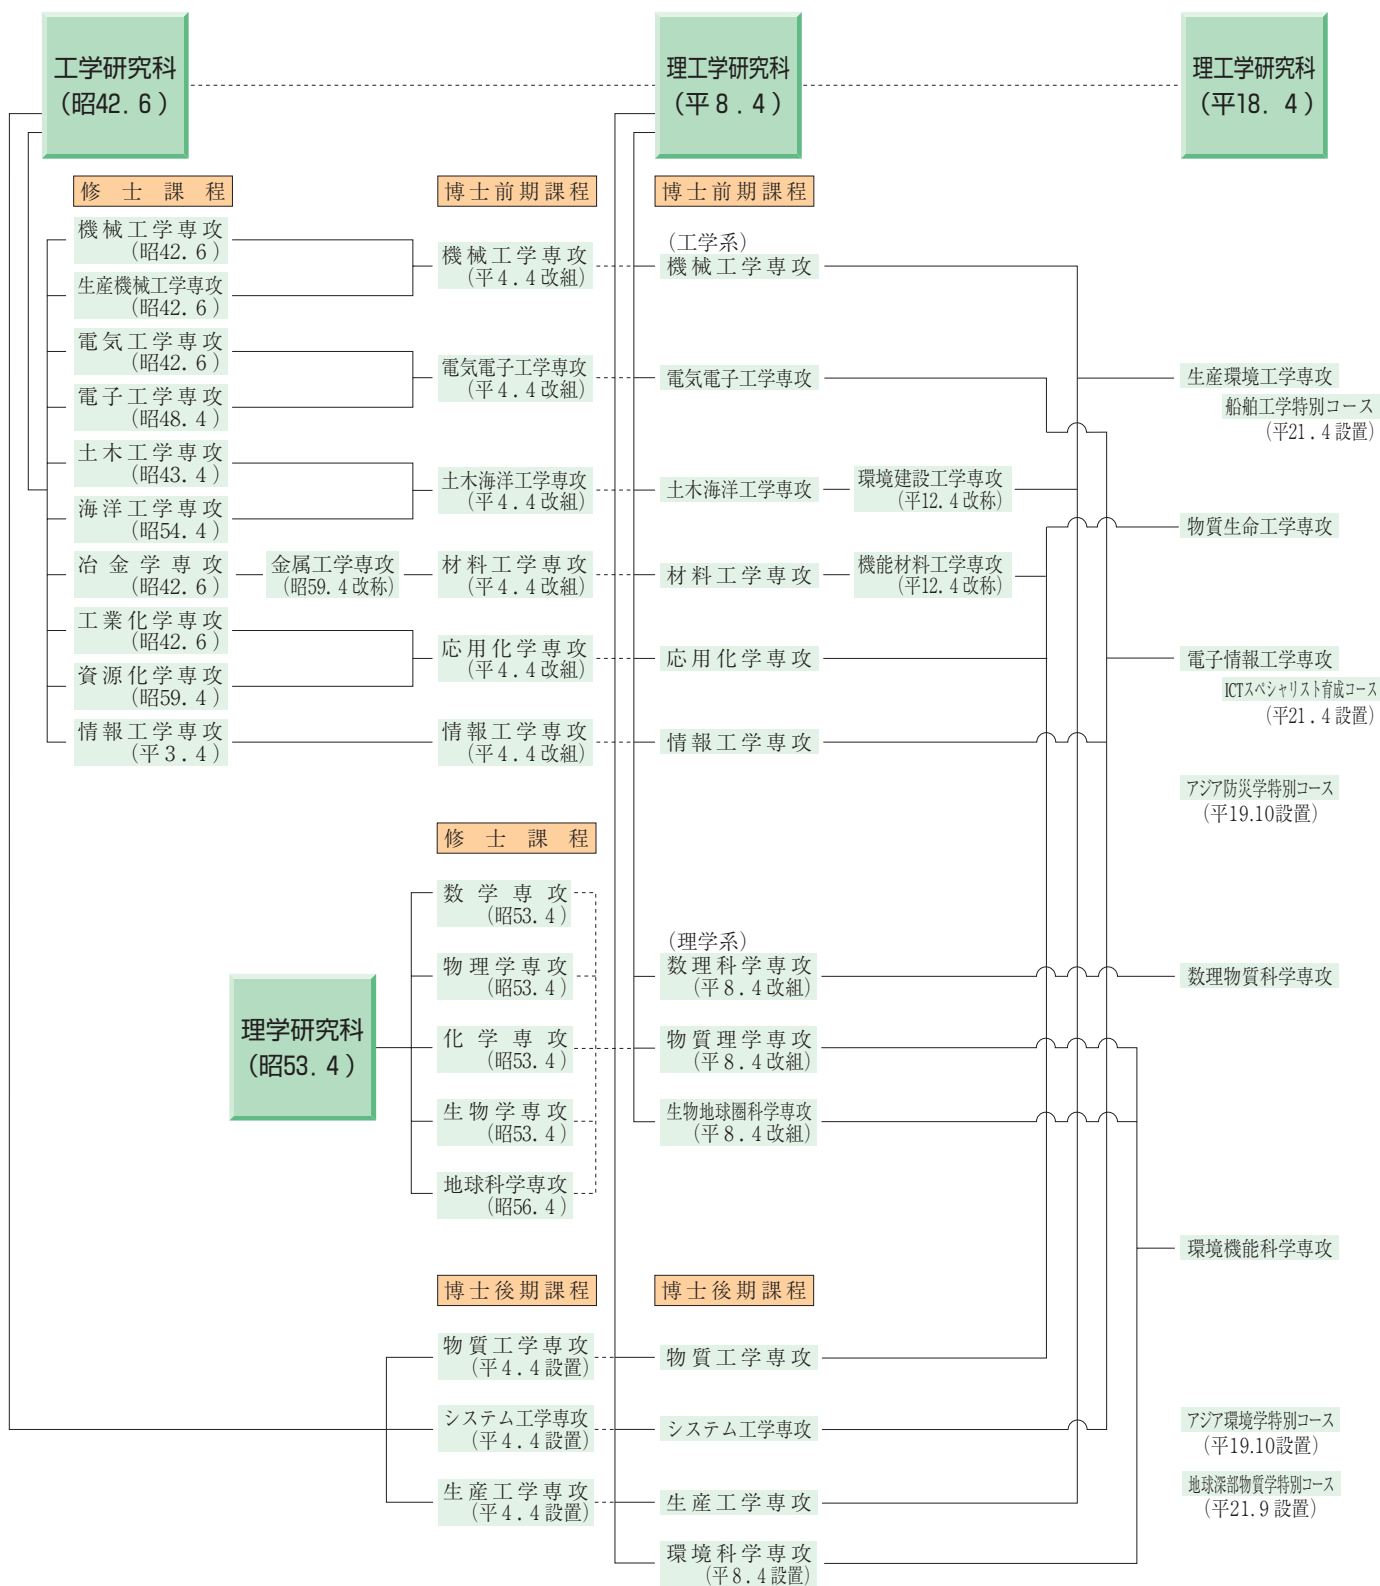 工学研究科
（昭42．6）
理工学研究科
（平8．4）
理工学研究科
（平18．4）
修士課程
博士前期課程
博士前期課程
機械工学専攻
（昭42．6）
生産機械工学専攻
（昭42．6）
電気工学専攻
（昭42．6）
電子工学専攻
（昭48．4）
土木工学専攻
（昭43．4）
海洋工学専攻
（昭54．4）
冶金学専攻
（昭42．6）
金属工学専攻
（昭59．4改称）
工業化学専攻
（昭42．6）
資源化学専攻
（昭59．4）
情報工学専攻
（平3．4）
機械工学専攻
（平4．4改組）
電気電子工学専攻
（平4．4改組）
土木海洋工学専攻
（平4．4改組）
材料工学専攻
（平4．4改組）
応用化学専攻
（平4．4改組）
情報工学専攻
（平4．4改組）
（工学系）
機械工学専攻
電気電子工学専攻
土木海洋工学専攻
環境建設工学専攻
（平12．4改称）
材料工学専攻
機能材料工学専攻
（平12．4改称）
応用化学専攻
情報工学専攻
生産環境工学専攻
船舶工学特別コース
（平21．4設置）
物質生命工学専攻
電子情報工学専攻
ICTスペシャリスト育成コース
（平21．4設置）
アジア防災学特別コース
（平19.10設置）
修士課程
理学研究科
（昭53．4）
数学専攻
（昭53．4）
物理学専攻
（昭53．4）
化学専攻
（昭53．4）
生物学専攻
（昭53．4）
地球科学専攻
（昭56．4）
（理学系）
数理科学専攻
（平8．4改組）
物質理学専攻
（平8．4改組）
生物地球圏科学専攻
（平8．4改組）
数理物質科学専攻
環境機能科学専攻
博士後期課程
博士後期課程
物質工学専攻
（平4．4設置）
システム工学専攻
（平4．4設置）
生産工学専攻
（平4．4設置）
物質工学専攻
システム工学専攻
生産工学専攻
環境科学専攻
（平8．4設置）
アジア環境学特別コース
（平19.10設置）
地球深部物質学特別コース
（平21.9設置）